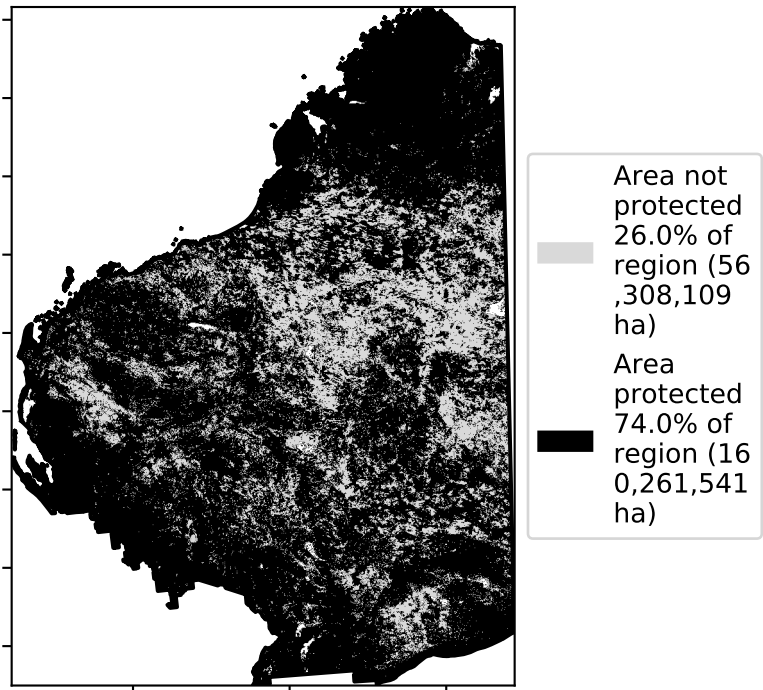 Area not
protected
26.0% of
region (56
,308,109
ha)
Area
protected
74.0% of
region (16
0,261,541
ha)